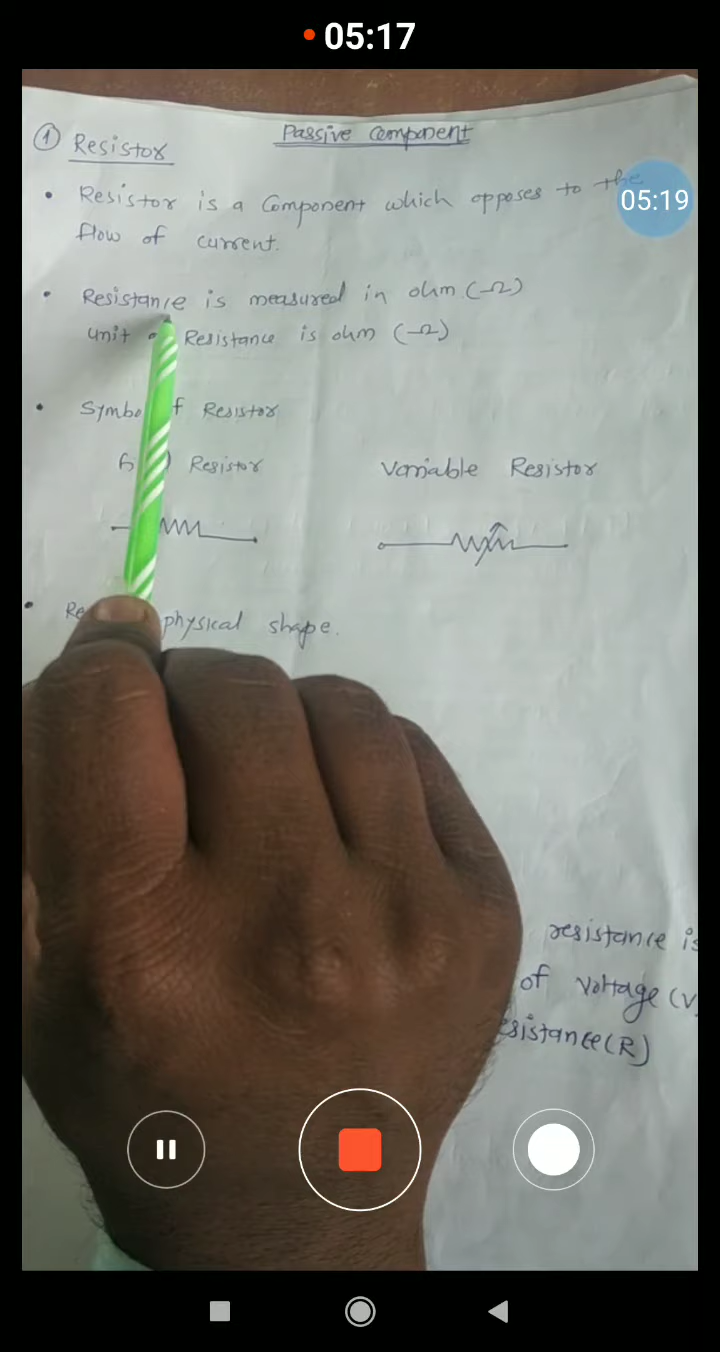 05:17
Passive Component
① Resistor
• Resistor is a Component which opposes to the
flow of current.
05:19
• Resistance is measured in ohm (Ω)
unit Resistance is ohm (Ω)
• Symbo f Resistor
Resistor
Variable Resistor
• Re physical shape.
resistance is
of voltage (V
esistance (R)